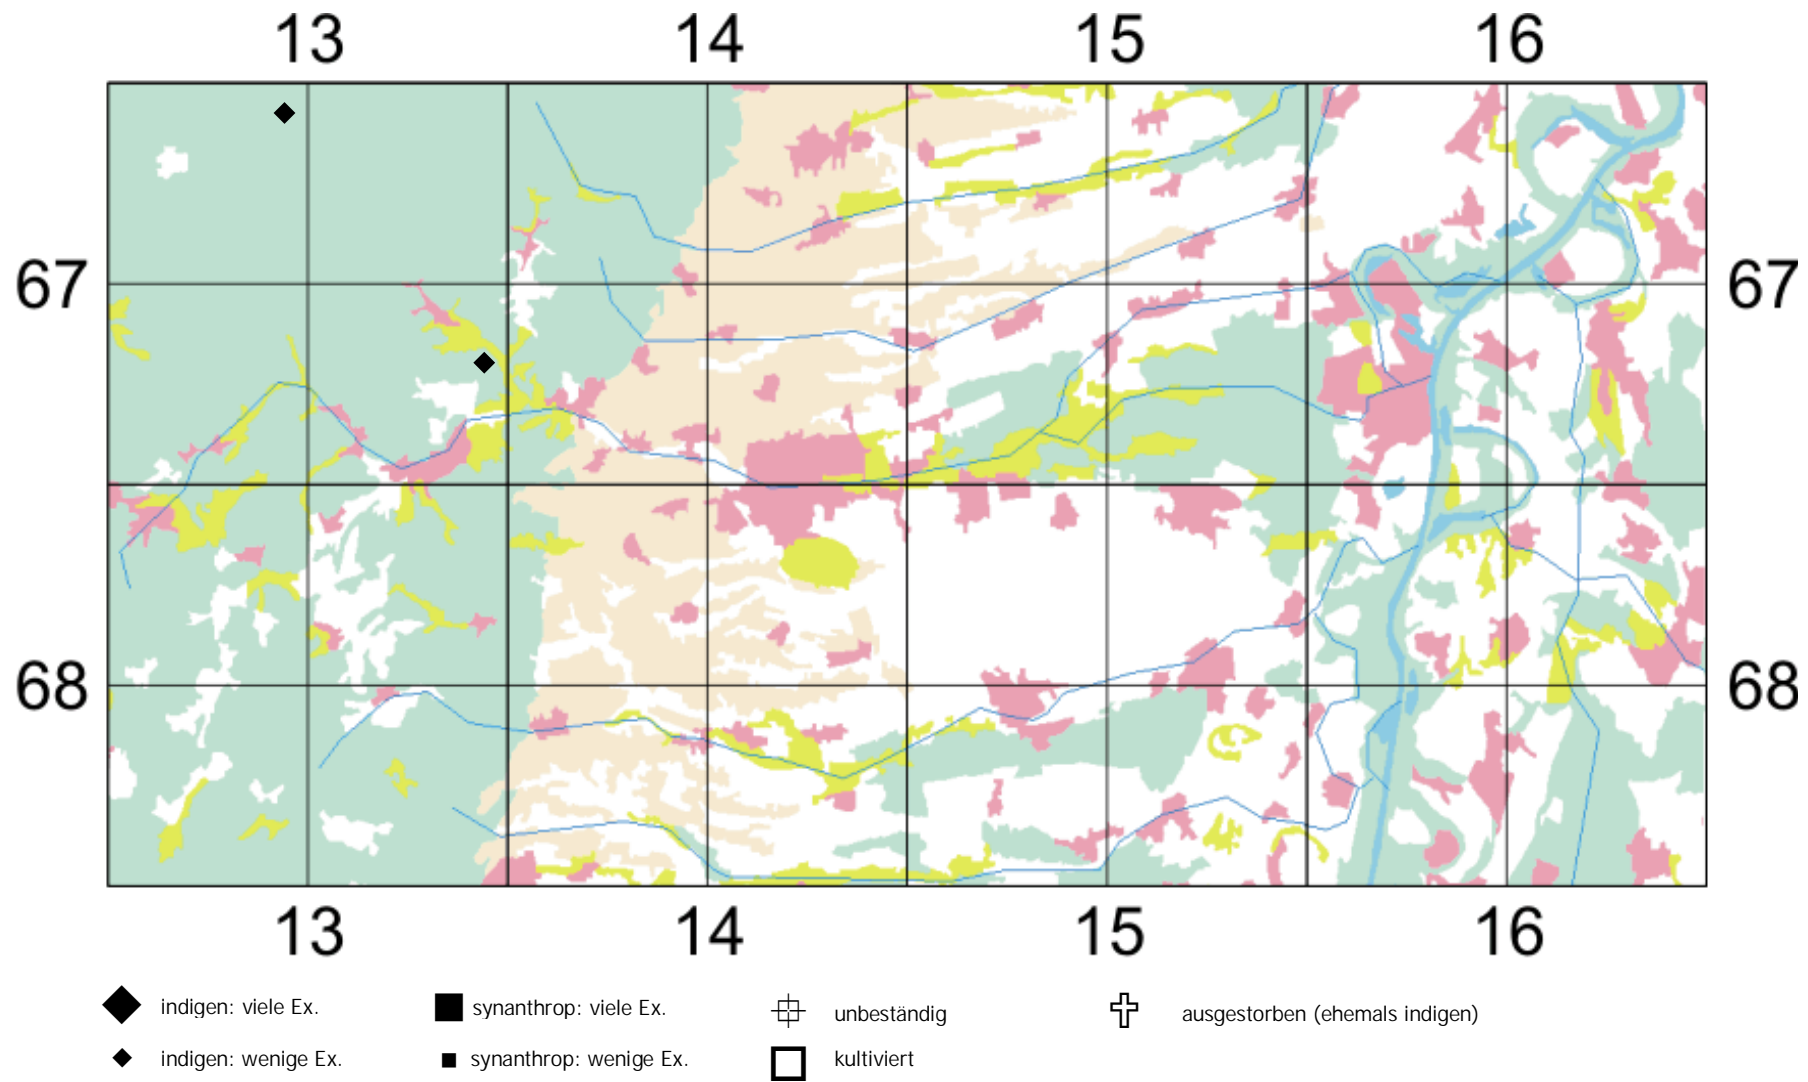 13 14 15 16
67 67
68 68
13 14 15 16
indigen: viele Ex. synanthrop: viele Ex. unbeständig ausgestorben (ehemals indigen)
indigen: wenige Ex. synanthrop: wenige Ex. kultiviert